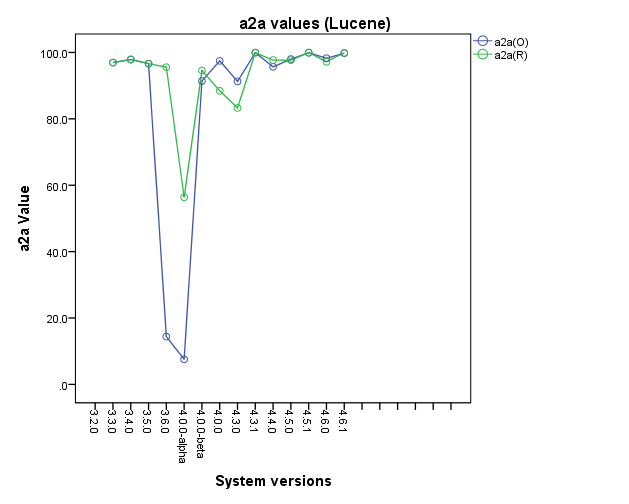 a2a values (Lucene)
a2a(O)
a2a(R)
100.0
80.0
60.0
40.0
20.0
.0
a2a Value
3.2.0
3.3.0
3.4.0
3.5.0
3.6.0
4.0.0-alpha
4.0.0-beta
4.0.0
4.3.0
4.3.1
4.4.0
4.5.0
4.5.1
4.6.0
4.6.1
System versions